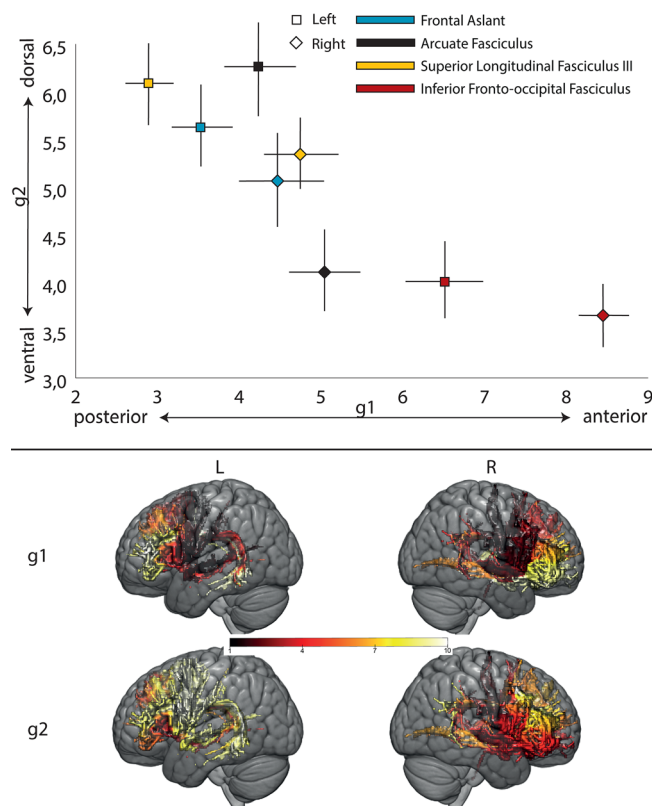 Left
Right
Frontal Aslant
Arcuate Fasciculus
Superior Longitudinal Fasciculus III
Inferior Fronto-occipital Fasciculus
dorsal
g2
ventral
6,5
6,0
5,5
5,0
4,5
4,0
3,5
3,0
2 3 4 5 6 7 8 9
posterior g1 anterior
L R
g1
1 4 7 10
g2